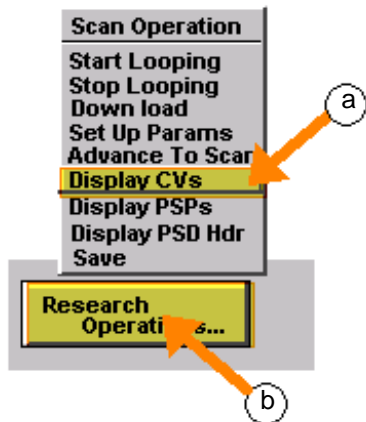 Scan Operation
Start Looping
Stop Looping
Down load
Set Up Params
Advance To Scan
Display CVs
Display PSPs
Display PSD Hdr
Save
a
Research
Operations...
b